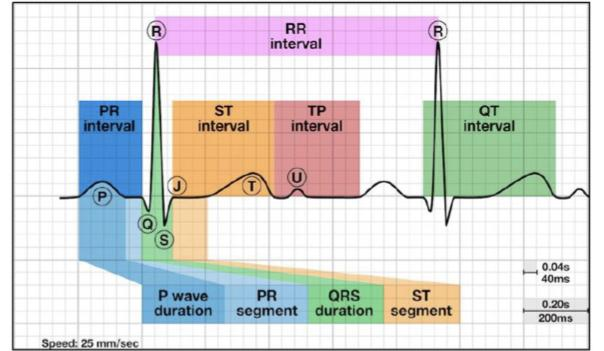 R
RR
interval
R
PR
interval
ST
interval
TP
interval
QT
interval
P
J
T
U
Q
S
0.04s
40ms
P wave
duration
PR
segment
QRS
duration
ST
segment
0.20s
200ms
Speed: 25 mm/sec